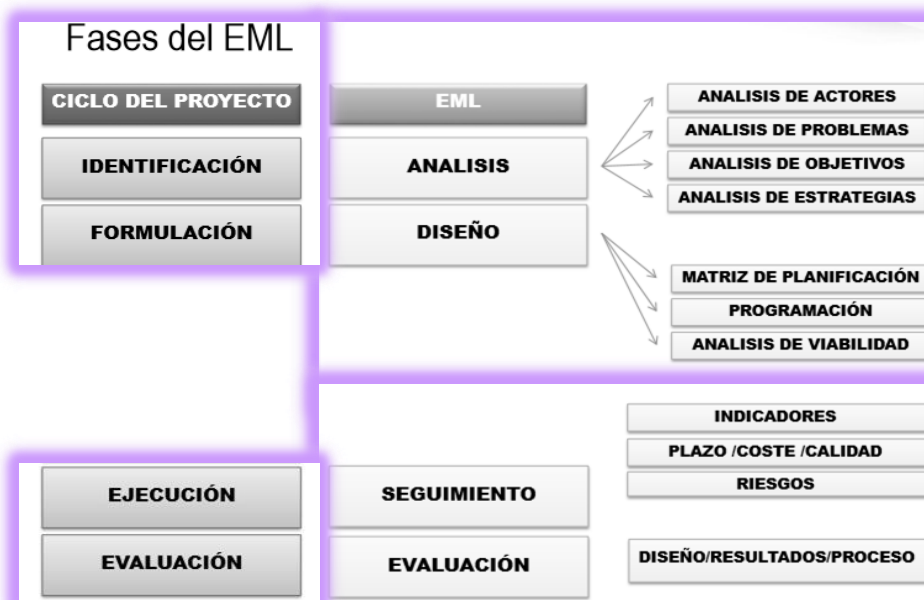 Fases del EML
CICLO DEL PROYECTO
EML
ANALISIS DE ACTORES
ANALISIS DE PROBLEMAS
IDENTIFICACIÓN
ANALISIS
ANALISIS DE OBJETIVOS
ANALISIS DE ESTRATEGIAS
FORMULACIÓN
DISEÑO
MATRIZ DE PLANIFICACIÓN
PROGRAMACIÓN
ANALISIS DE VIABILIDAD
INDICADORES
PLAZO /COSTE /CALIDAD
RIESGOS
EJECUCIÓN
SEGUIMIENTO
EVALUACIÓN
EVALUACIÓN
DISEÑO/RESULTADOS/PROCESO